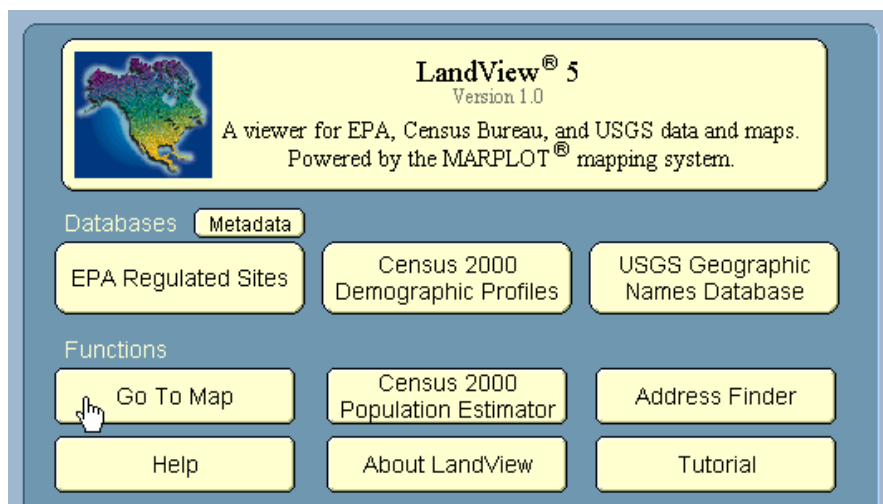 LandView® 5
Version 1.0
A viewer for EPA, Census Bureau, and USGS data and maps.
Powered by the MARPLOT® mapping system.
Databases Metadata
EPA Regulated Sites
Census 2000
Demographic Profiles
USGS Geographic
Names Database
Functions
Go To Map
Census 2000
Population Estimator
Address Finder
Help
About LandView
Tutorial